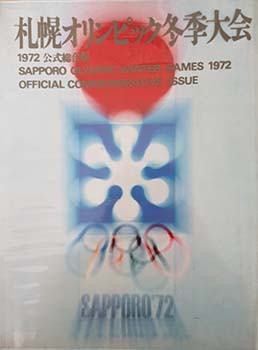 札幌オリンピック冬季大会
1972 公式総合版
SAPPORO OLYMPIC WINTER GAMES 1972
OFFICIAL COMMEMORATIVE ISSUE
SAPPORO'72